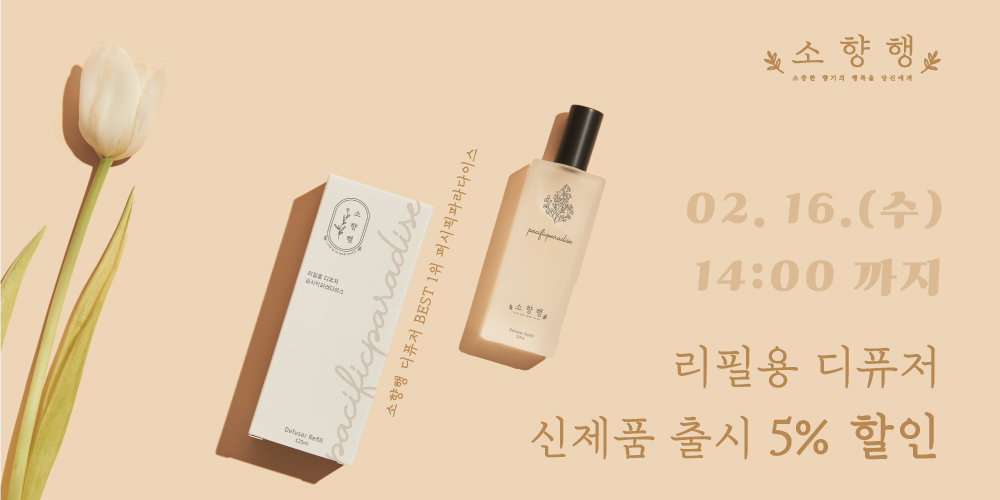 소향행
소중한 향기의 행복을 당신에게
02. 16.(수)
14:00 까지
리필용 디퓨저
신제품 출시 5% 할인
소향행 디퓨저 BEST 1위 퍼시픽파라다이스
소향행
리필용 디퓨저
퍼시픽파라다이스
pacificparadise
Defusor Refill
125ml
pacificparadise
소향행
Defusor Refill